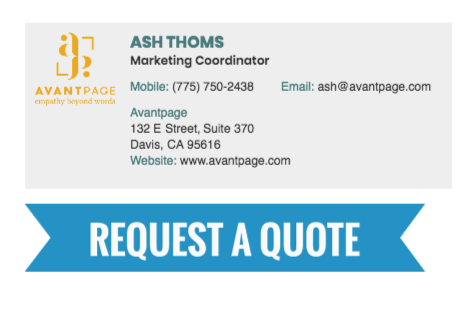 ASH THOMS
Marketing Coordinator
Mobile: (775) 750-2438 Email: ash@avantpage.com
AVANTPAGE
empathy beyond words
Avantpage
132 E Street, Suite 370
Davis, CA 95616
Website: www.avantpage.com
REQUEST A QUOTE